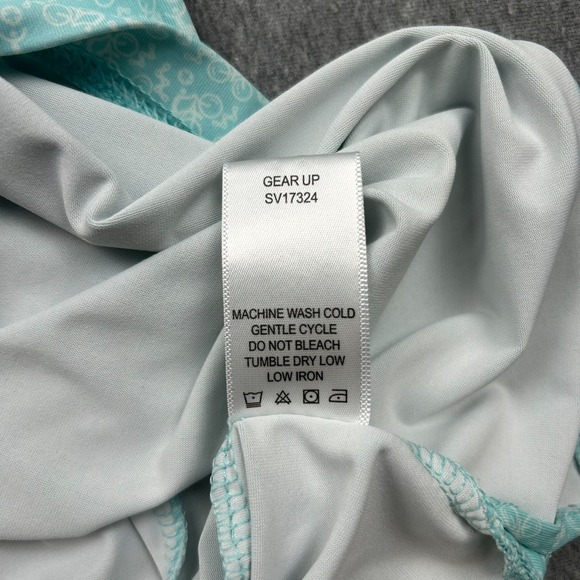 GEAR UP
SV17324
MACHINE WASH COLD
GENTLE CYCLE
DO NOT BLEACH
TUMBLE DRY LOW
LOW IRON